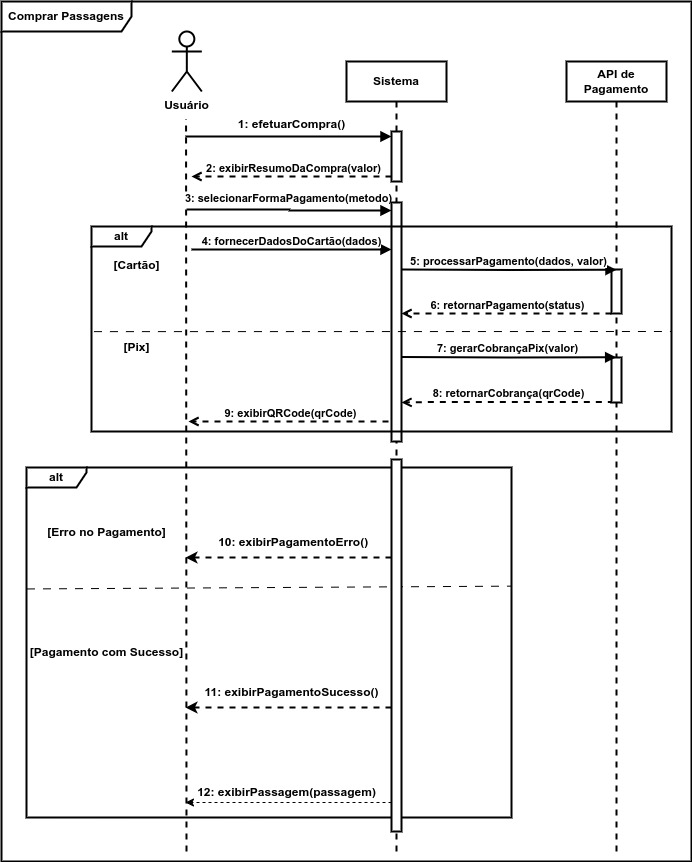 Comprar Passagens
Usuário
Sistema
API de
Pagamento
1: efetuarCompra()
2: exibirResumoDaCompra(valor)
3: selecionarFormaPagamento(metodo)
alt
4: fornecerDadosDoCartão(dados)
[Cartão]
5: processarPagamento(dados, valor)
6: retornarPagamento(status)
[Pix]
7: gerarCobrançaPix(valor)
8: retornarCobrança(qrCode)
9: exibirQRCode(qrCode)
alt
[Erro no Pagamento]
10: exibirPagamentoErro()
[Pagamento com Sucesso]
11: exibirPagamentoSucesso()
12: exibirPassagem(passagem)